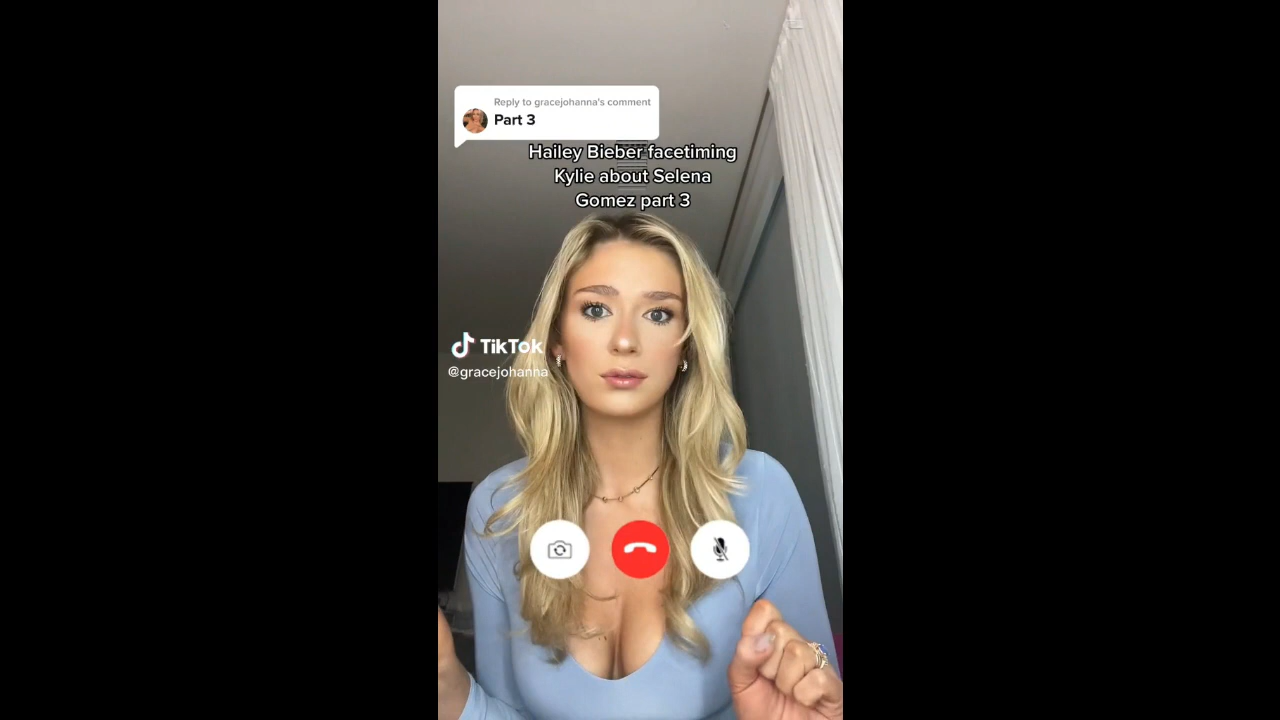 Reply to gracejohanna's comment
Part 3
Hailey Bieber facetiming
Kylie about Selena
Gomez part 3
TikTok
@gracejohanna